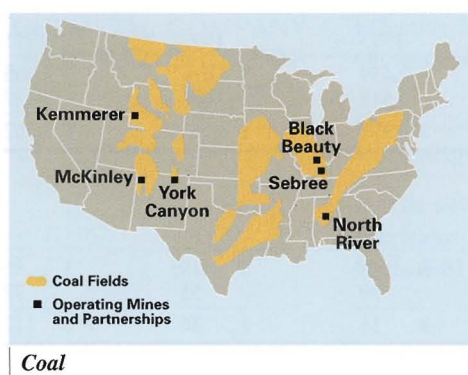 Kemmerer
Black
Beauty
McKinley
York
Canyon
Sebree
North
River
Coal Fields
Operating Mines
and Partnerships
Coal